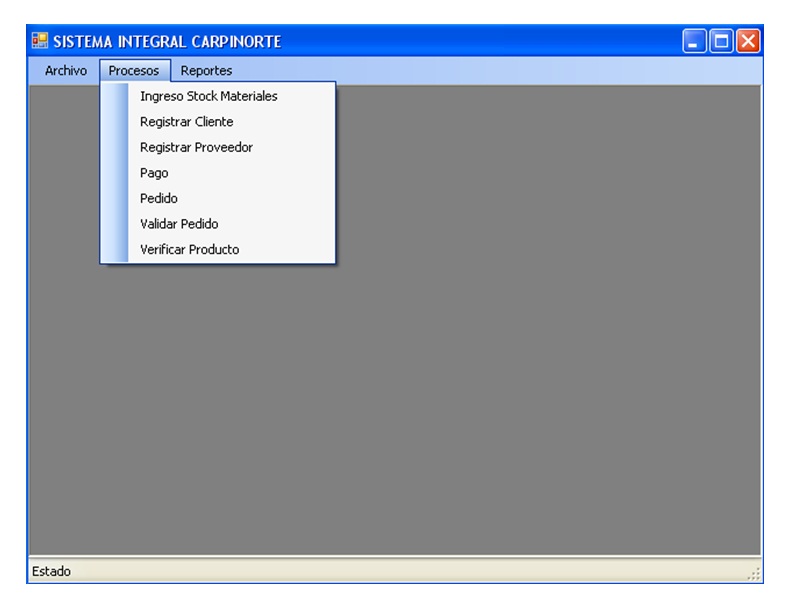 SISTEMA INTEGRAL CARPINORTE
Archivo Procesos Reportes
Ingreso Stock Materiales
Registrar Cliente
Registrar Proveedor
Pago
Pedido
Validar Pedido
Verificar Producto
Estado